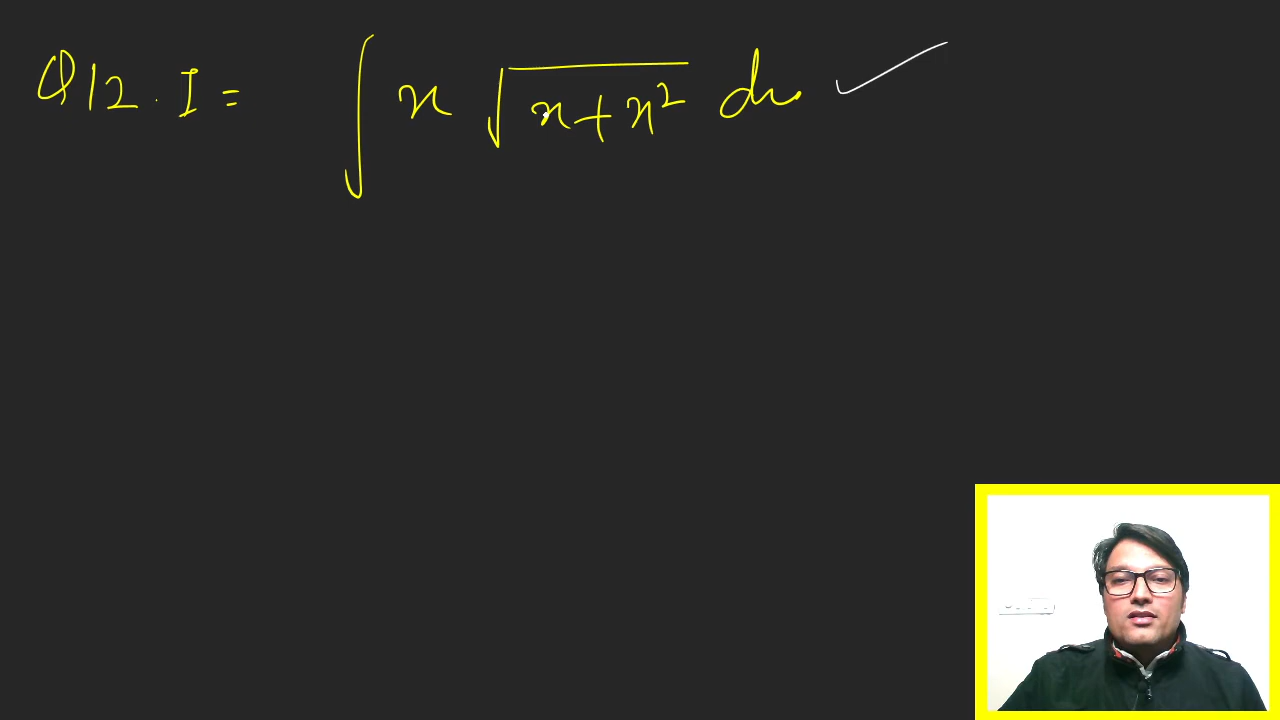 Q12. I = ∫ x √(x+x²) dx